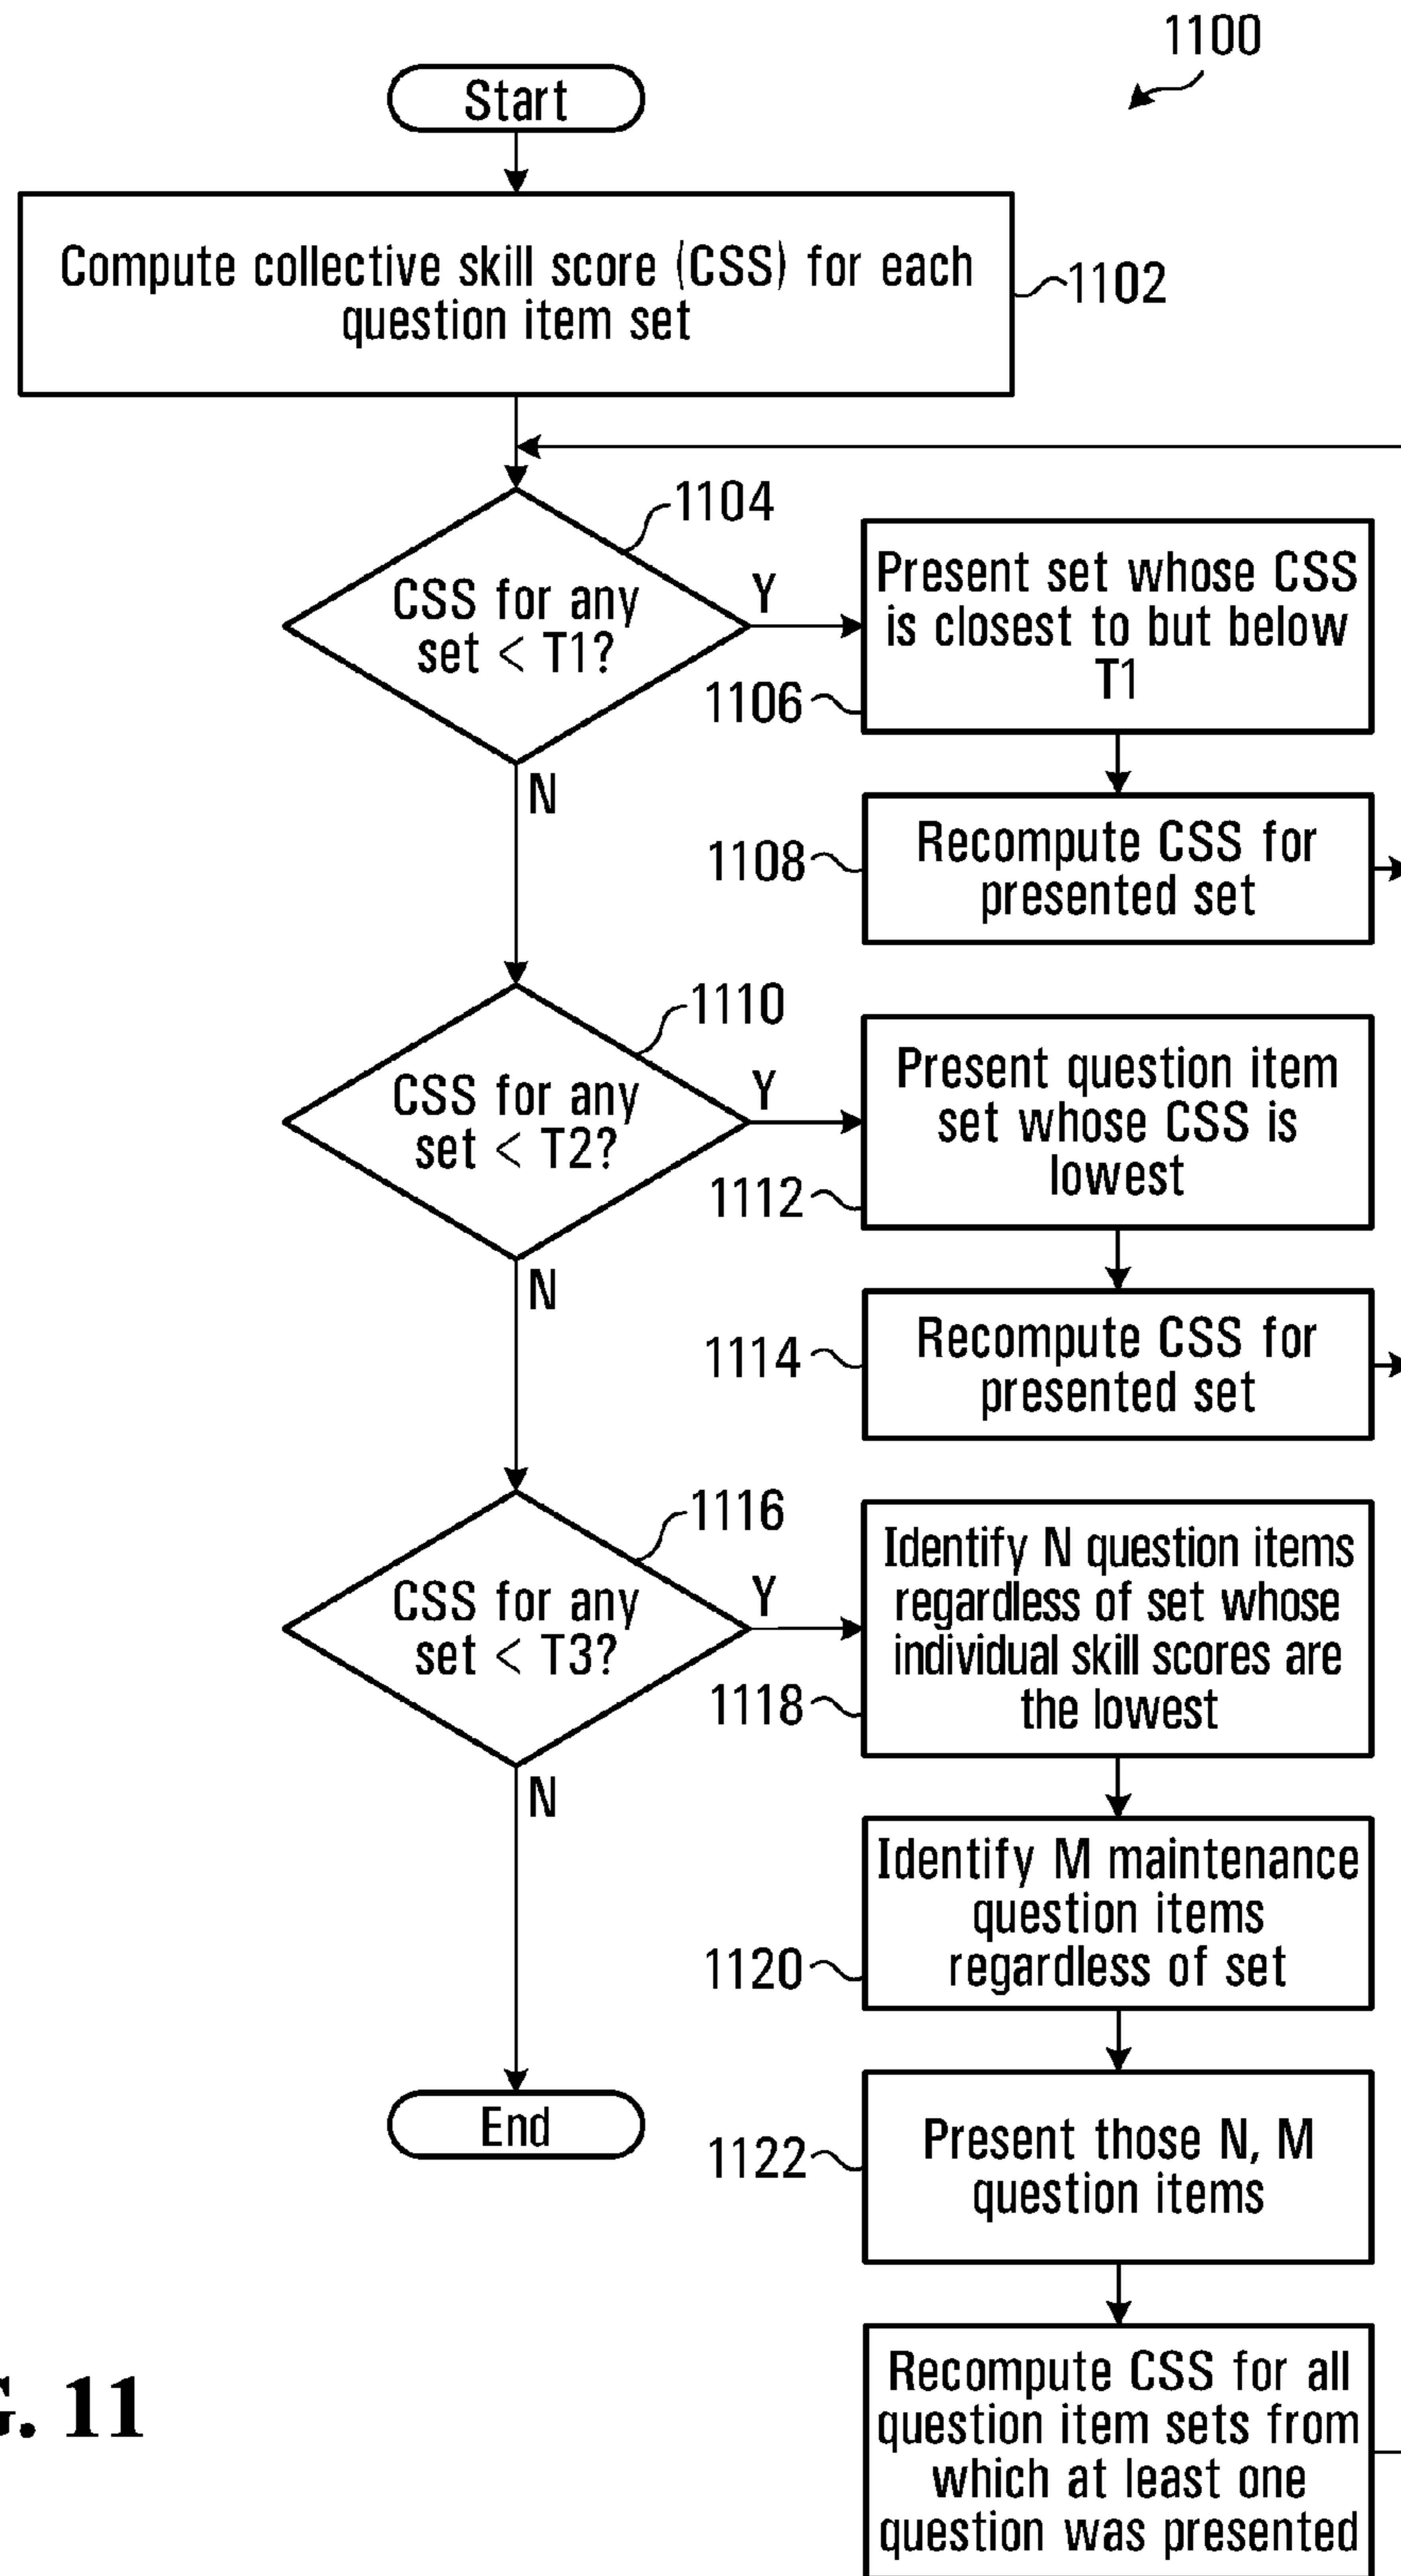 1100
Start
Compute collective skill score (CSS) for each
question item set
1102
1104
CSS for any
set < T1?
Y
N
Present set whose CSS
is closest to but below
T1
1106
Recompute CSS for
presented set
1108
1110
CSS for any
set < T2?
Y
N
Present question item
set whose CSS is
lowest
1112
Recompute CSS for
presented set
1114
1116
CSS for any
set < T3?
Y
N
Identify N question items
regardless of set whose
individual skill scores are
the lowest
1118
Identify M maintenance
question items
regardless of set
1120
End
Present those N, M
question items
1122
Recompute CSS for all
question item sets from
which at least one
question was presented
G. 11